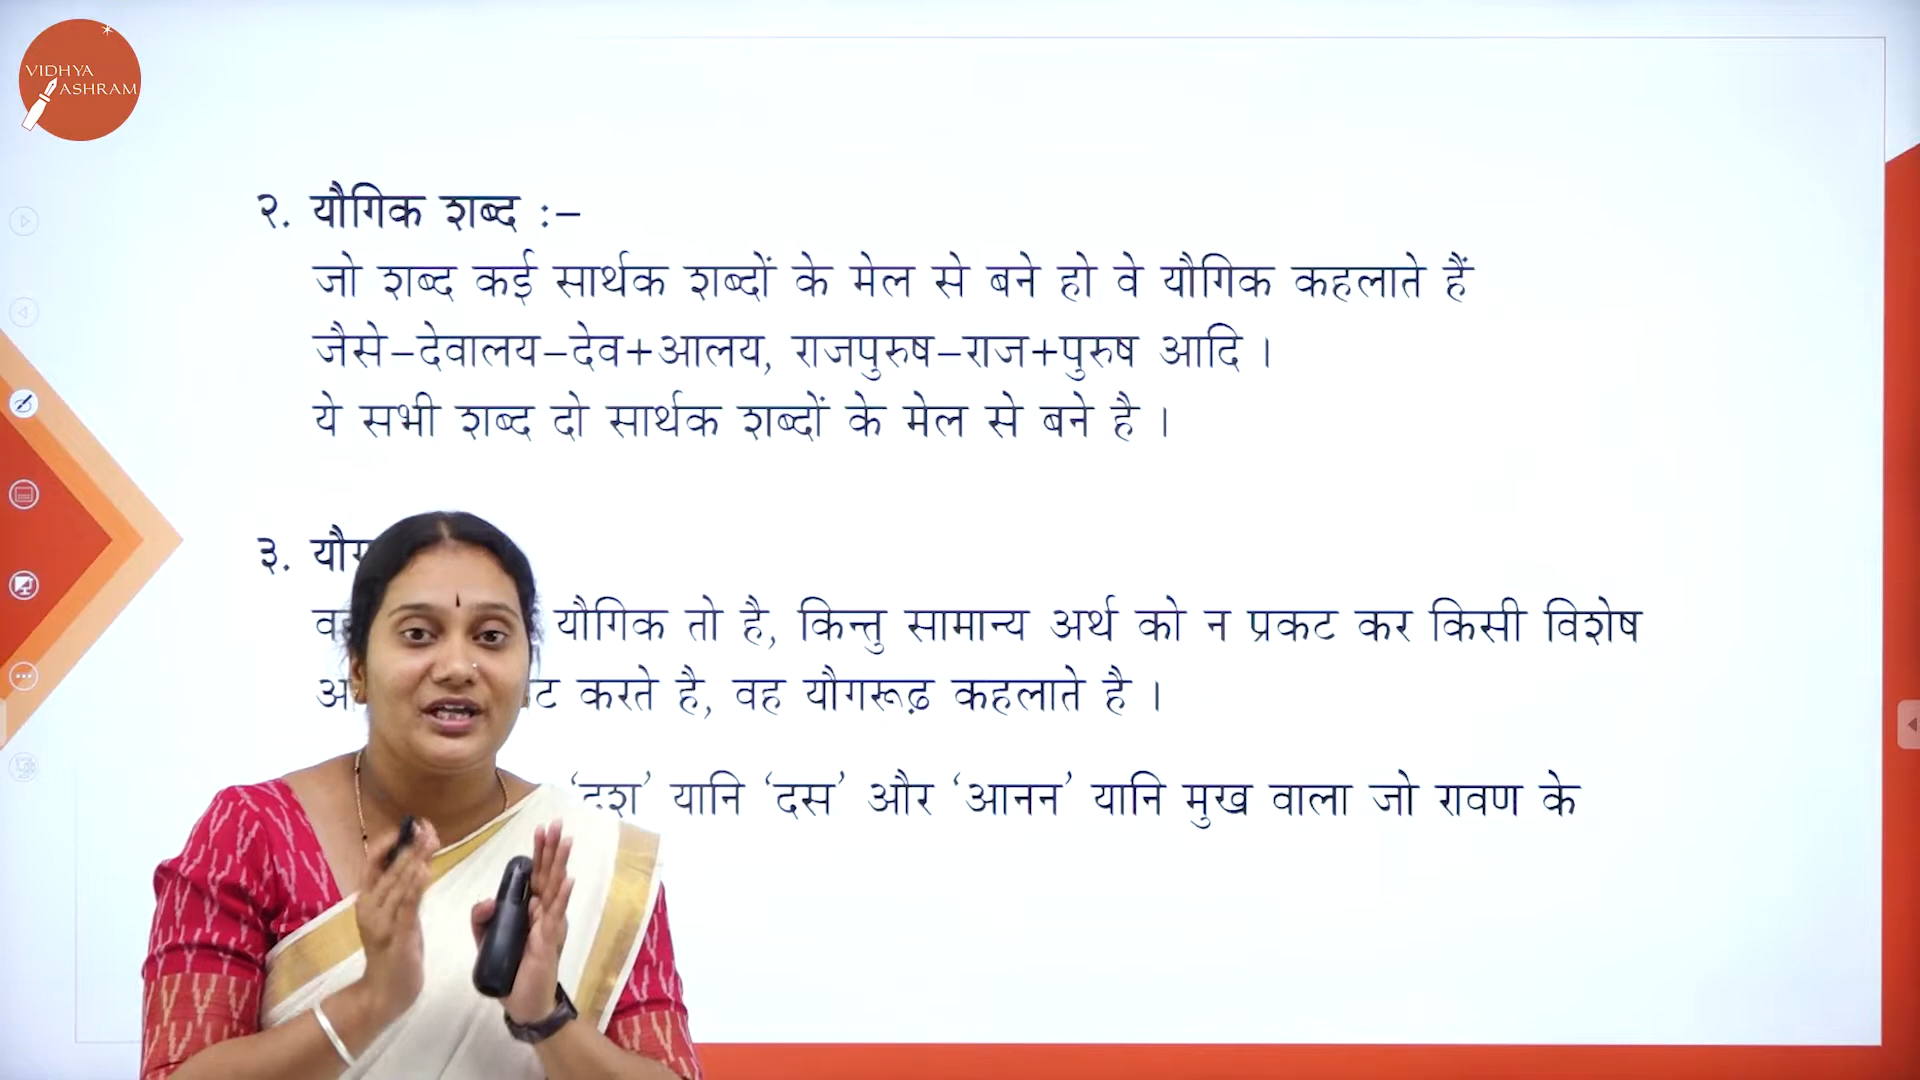 VIDHYA
ASHRAM
२. यौगिक शब्द :–
जो शब्द कई सार्थक शब्दों के मेल से बने हो वे यौगिक कहलाते हैं
जैसे–देवालय–देव+आलय, राजपुरुष–राज+पुरुष आदि ।
ये सभी शब्द दो सार्थक शब्दों के मेल से बने है ।
३.
यौगिक तो है, किन्तु सामान्य अर्थ को न प्रकट कर किसी विशेष
करते है, वह यौगरूढ़ कहलाते है ।
‘दश’ यानि ‘दस’ और ‘आनन’ यानि मुख वाला जो रावण के